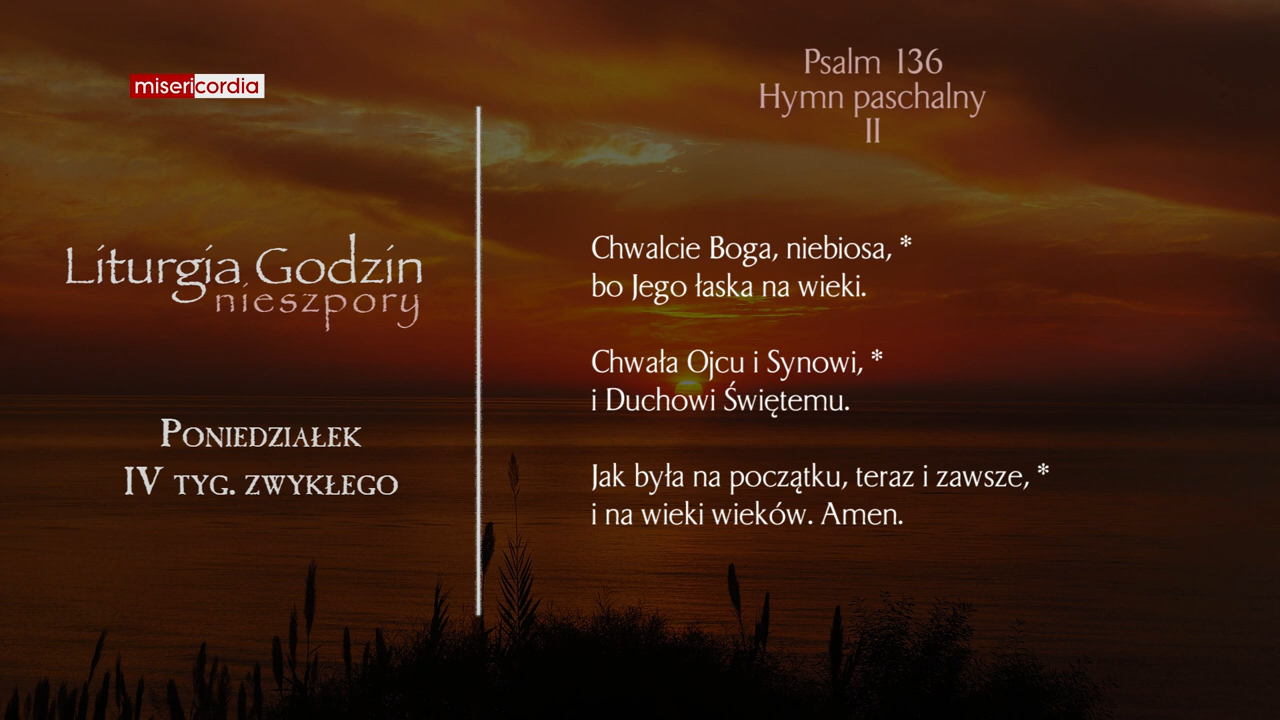 misericordia
Liturgia Godzin
nieszpory
Poniedziałek
IV tyg. zwykłego
Psalm 136
Hymn paschalny
II
Chwalcie Boga, niebiosa, *
bo Jego łaska na wieki.
Chwała Ojcu i Synowi, *
i Duchowi Świętemu.
Jak była na początku, teraz i zawsze, *
i na wieki wieków. Amen.